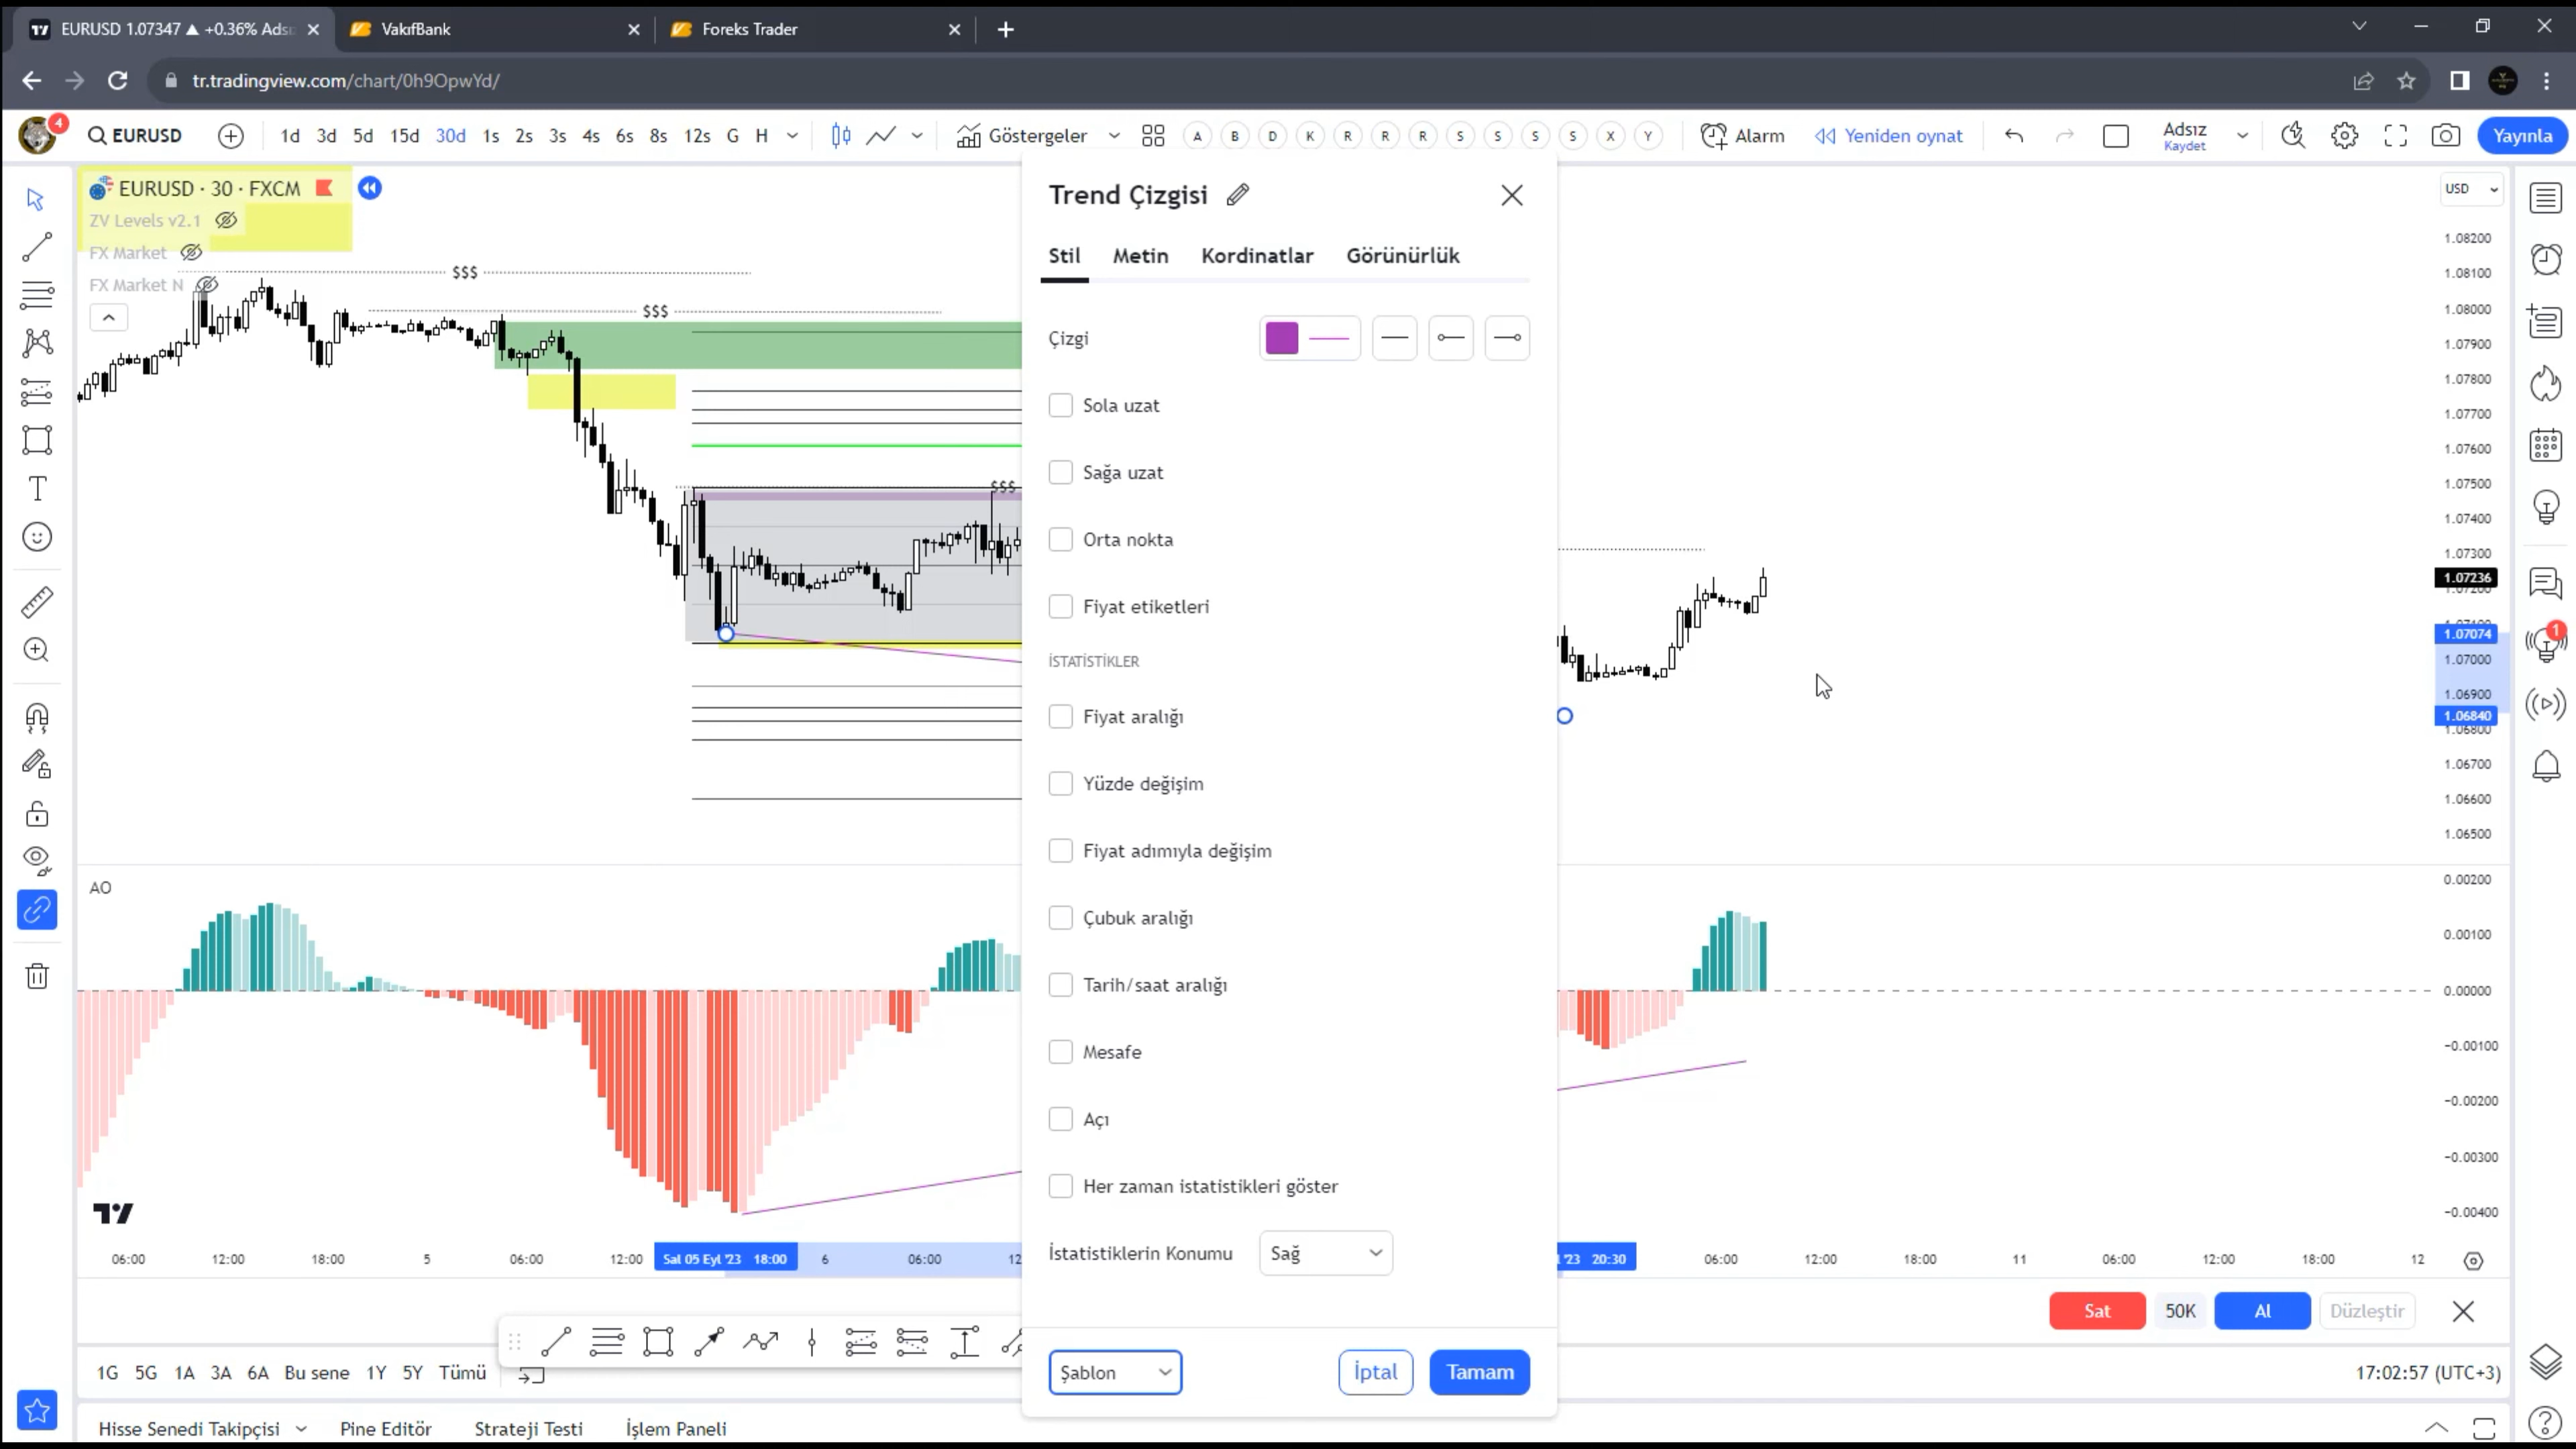 EURUSD 1.07347 ▲ +0.36% Adsı
VakıfBank
Foreks Trader
tr.tradingview.com/chart/0h9OpwYd/
4
EURUSD
1d 3d 5d 15d 30d 1s 2s 3s 4s 6s 8s 12s G H
Göstergeler
A B D K R R R S S S S X Y
Alarm
Yeniden oynat
Adsız
Kaydet
Yayınla
EURUSD · 30 · FXCM
ZV Levels v2.1
FX Market
FX Market N
$$$
$$$
$$$
Trend Çizgisi
Stil Metin Kordinatlar Görünürlük
Çizgi
Sola uzat
Sağa uzat
Orta nokta
Fiyat etiketleri
İSTATİSTİKLER
Fiyat aralığı
Yüzde değişim
Fiyat adımıyla değişim
Çubuk aralığı
Tarih/saat aralığı
Mesafe
Açı
Her zaman istatistikleri göster
İstatistiklerin Konumu Sağ
Şablon İptal Tamam
USD
1.08200
1.08100
1.08000
1.07900
1.07800
1.07700
1.07600
1.07500
1.07400
1.07300
1.07236
1.07074
1.07000
1.06900
1.06840
1.06800
1.06700
1.06600
1.06500
1
AO
0.00200
0.00100
0.00000
-0.00100
-0.00200
-0.00300
-0.00400
06:00 12:00 18:00 5 06:00 12:00 Sal 05 Eyl '23 18:00 6 06:00 12 '23 20:30 06:00 12:00 18:00 11 06:00 12:00 18:00 12
Sat 50K Al Düzleştir
1G 5G 1A 3A 6A Bu sene 1Y 5Y Tümü
17:02:57 (UTC+3)
Hisse Senedi Takipçisi Pine Editör Strateji Testi İşlem Paneli